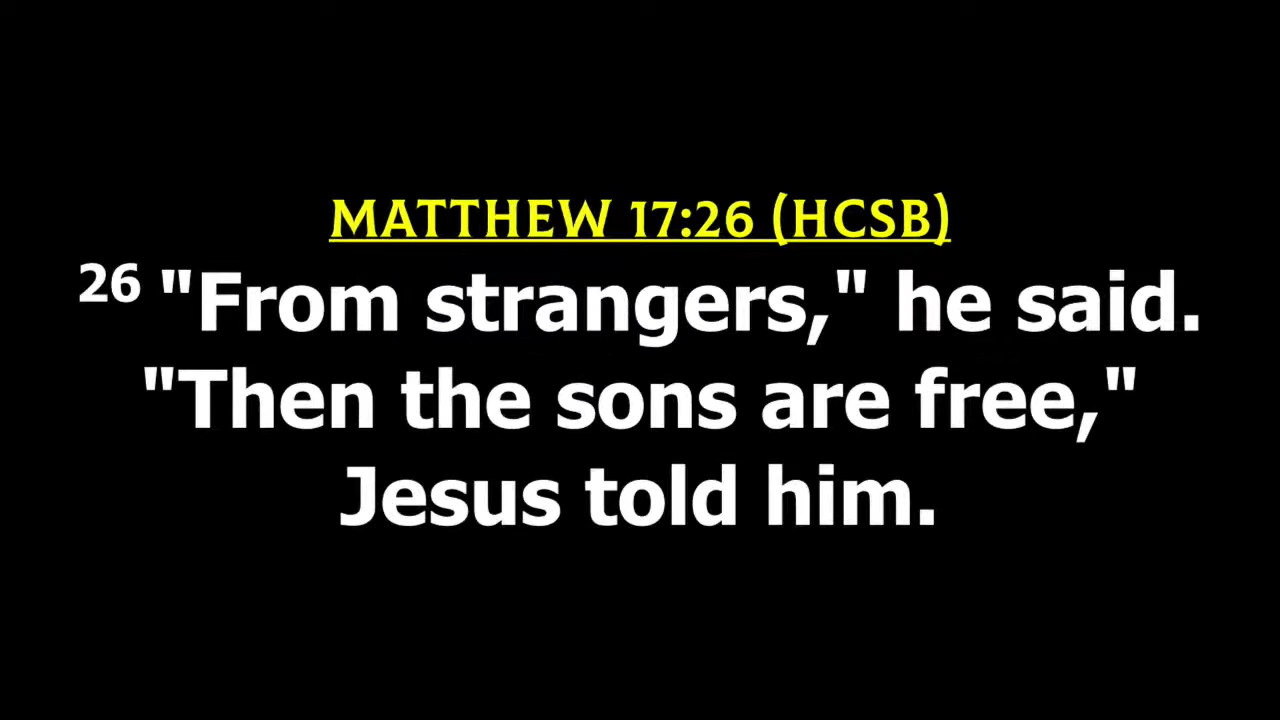 MATTHEW 17:26 (HCSB)
26 "From strangers," he said.
"Then the sons are free,"
Jesus told him.